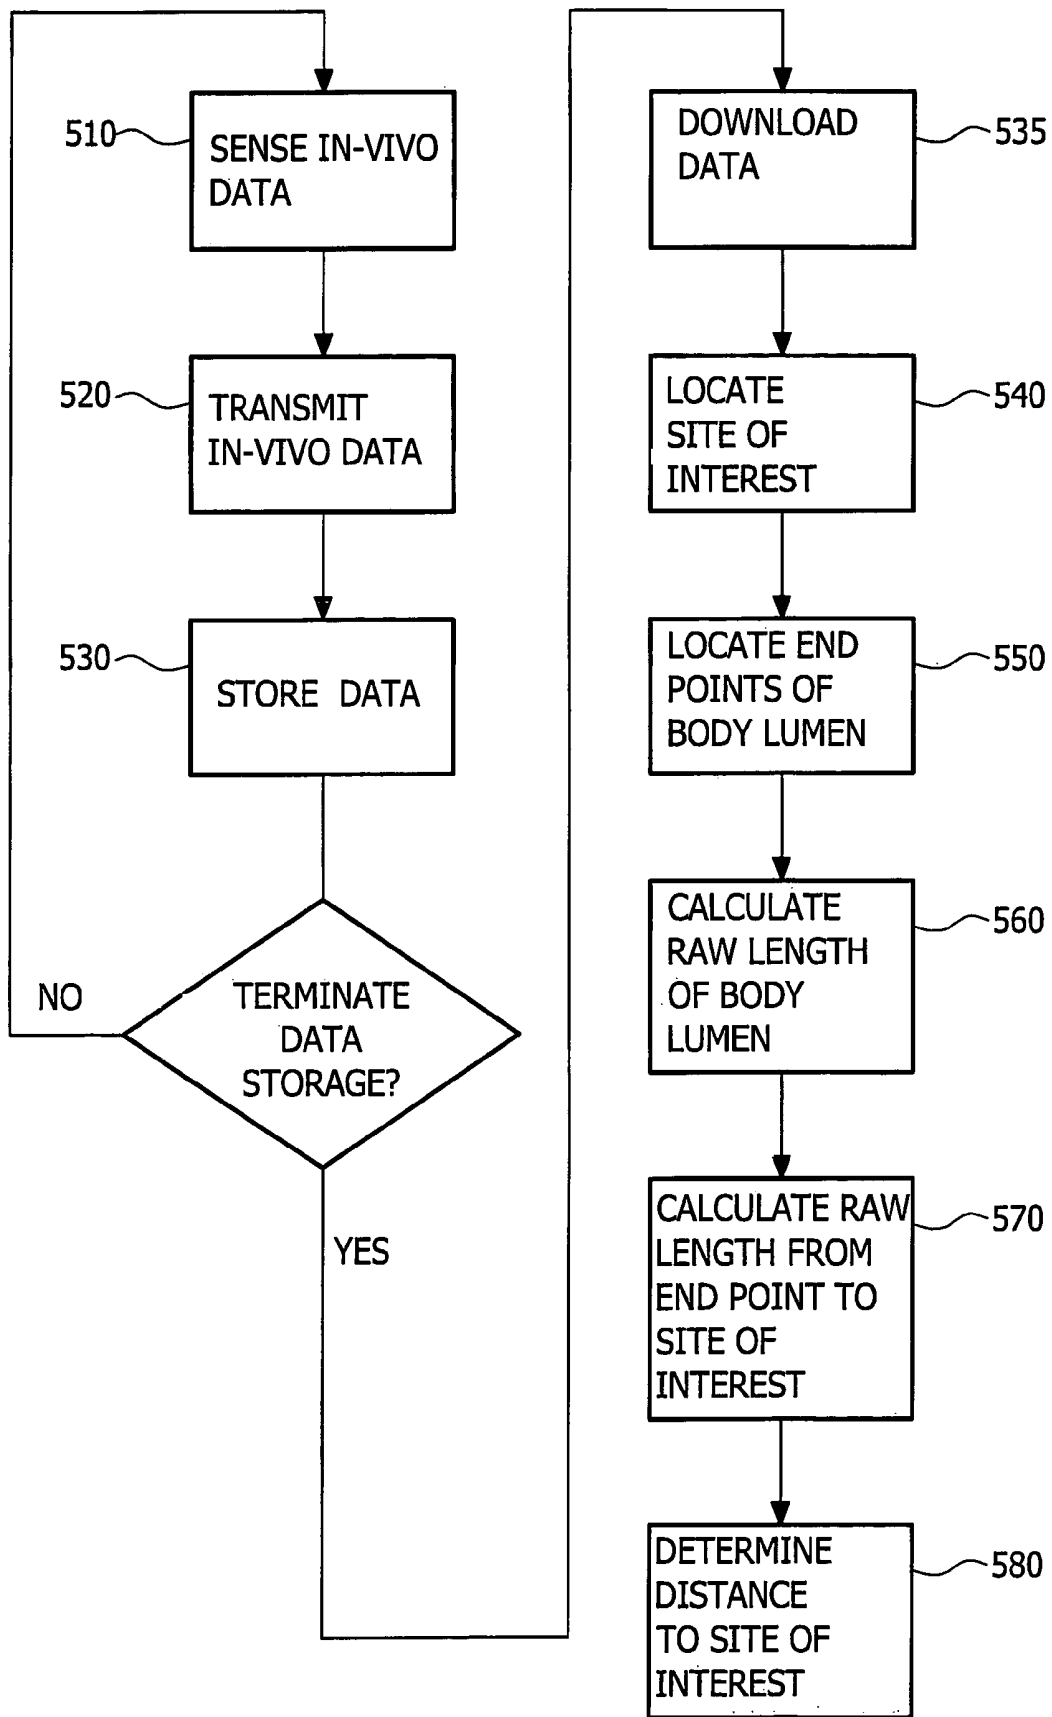 510
SENSE IN-VIVO
DATA
520
TRANSMIT
IN-VIVO DATA
530
STORE DATA
TERMINATE
DATA
STORAGE?
NO
YES
DOWNLOAD
DATA
535
LOCATE
SITE OF
INTEREST
540
LOCATE END
POINTS OF
BODY LUMEN
550
CALCULATE
RAW LENGTH
OF BODY
LUMEN
560
CALCULATE RAW
LENGTH FROM
END POINT TO
SITE OF
INTEREST
570
DETERMINE
DISTANCE
TO SITE OF
INTEREST
580